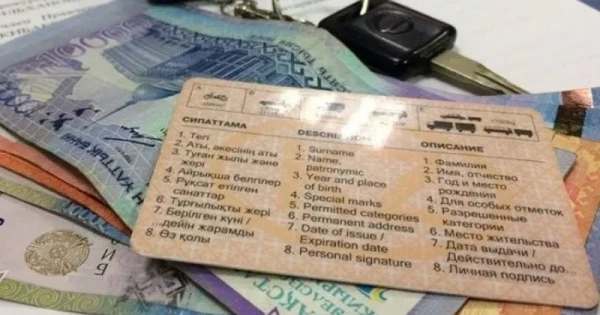 СИПАТТАМА
1. Тегі
2. Аты, әкесінің аты
3. Туған жылы және
жері
4. Айрықша белгілер
5. Рұқсат етілген
санаттар
6. Тұрғылықты жері
7. Берілген күні /
дейін жарамды
8. Өз қолы
DESCRIPTION
1. Surname
2. Name,
patronymic
3. Year and place
of birth
4. Special marks
5. Permitted categories
6. Permanent address
7. Date of issue /
Expiration date
8. Personal signature
ОПИСАНИЕ
1. Фамилия
2. Имя, отчество
3. Год и место
рождения
4. Для особых отметок
5. Разрешенные
категории
6. Место жительства
7. Дата выдачи /
Действительно до...
8. Личная подпись
10000